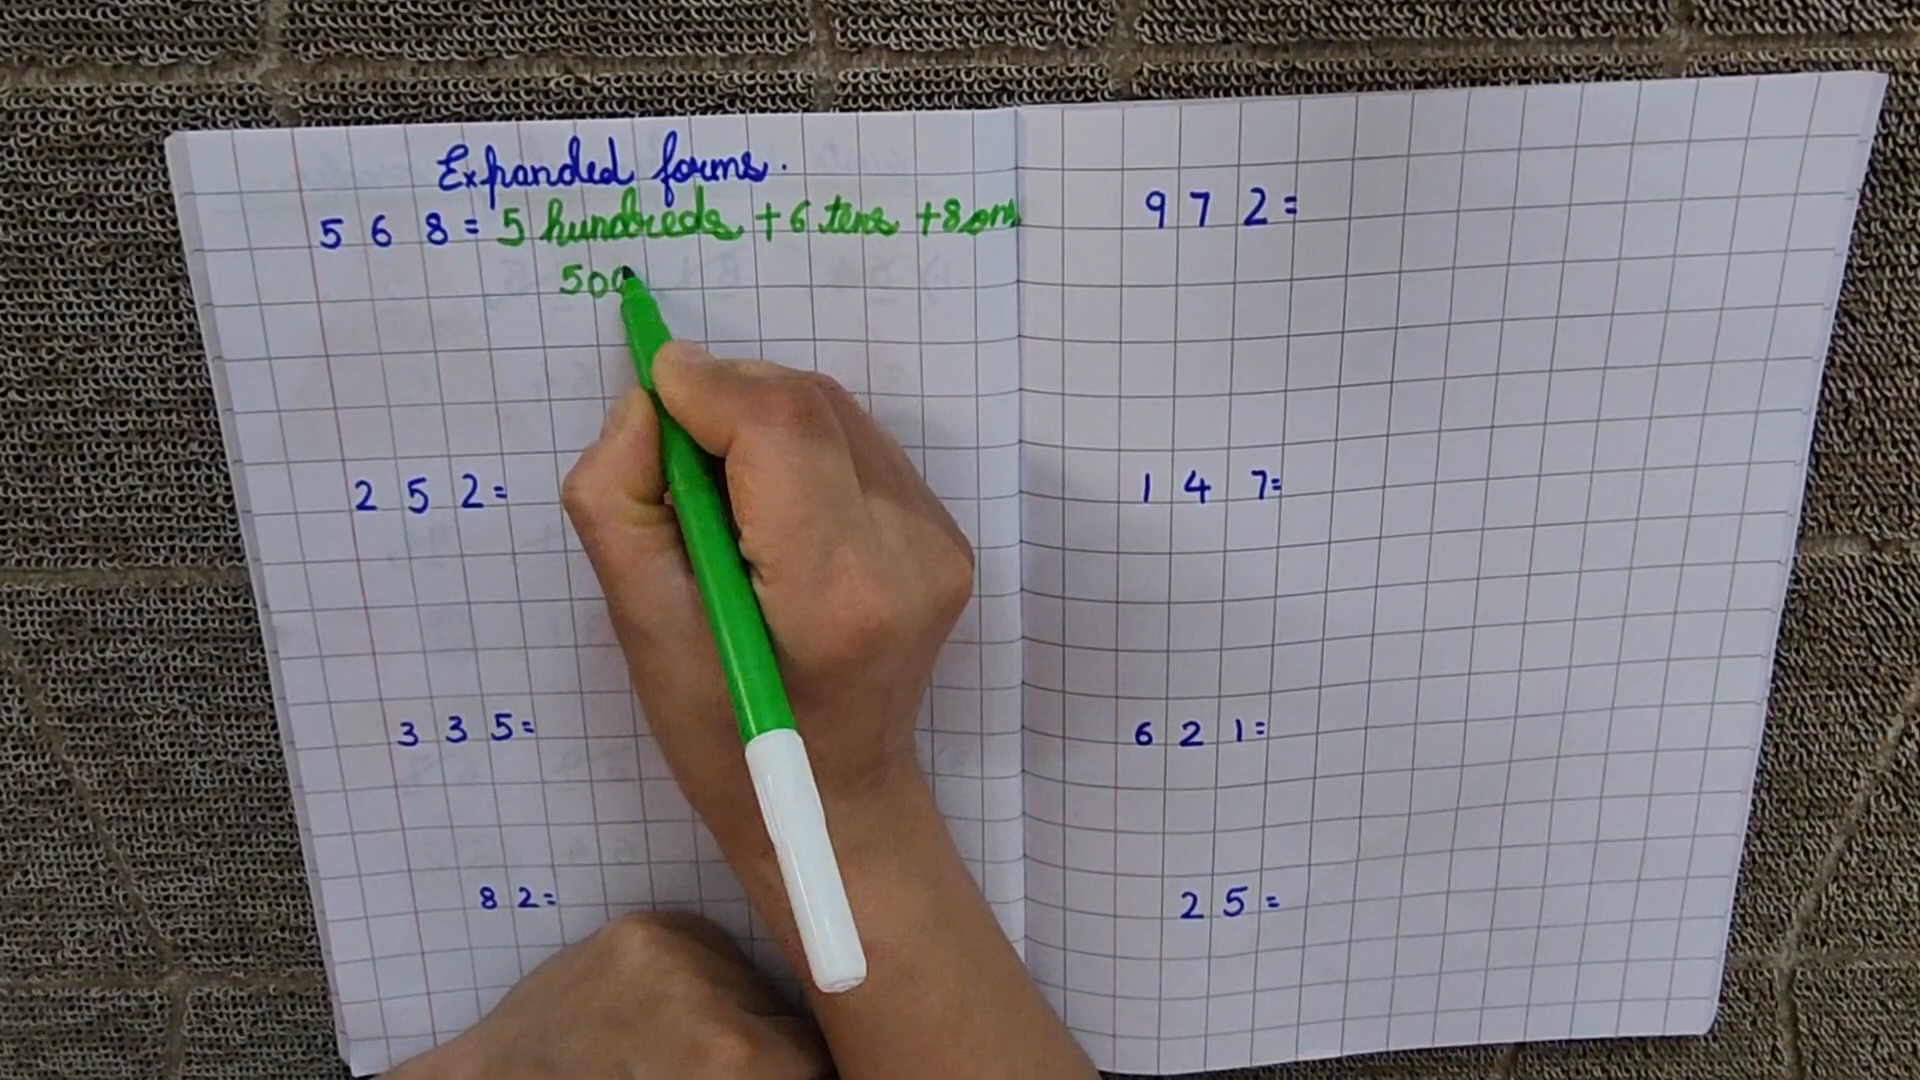 Expanded forms.
5 6 8 = 5 hundreds + 6 tens + 8 ons
500
2 5 2 =
3 3 5 =
8 2 =
9 7 2 =
1 4 7 =
6 2 1 =
2 5 =